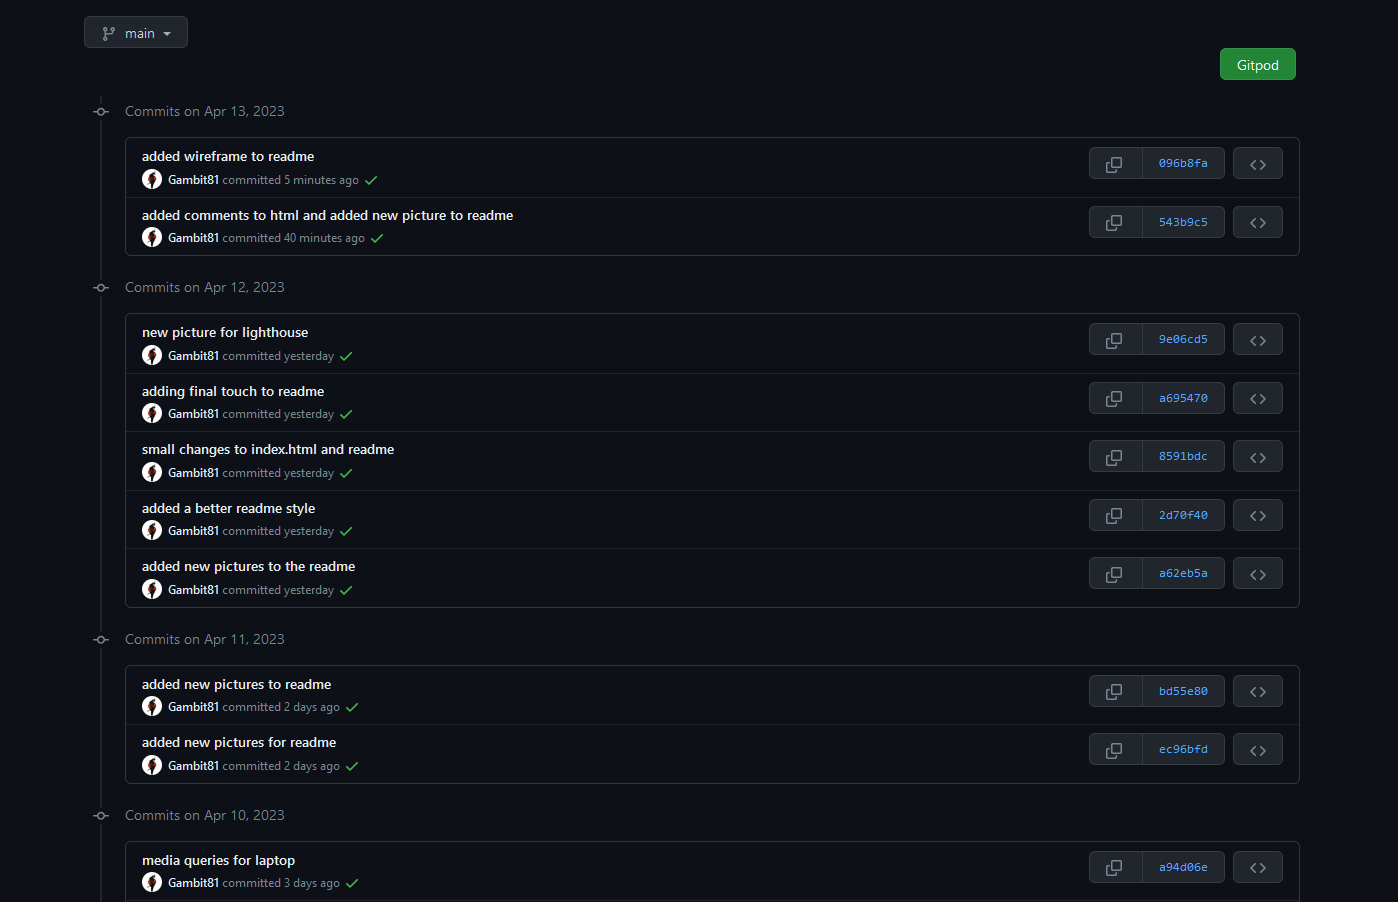 main
Gitpod
Commits on Apr 13, 2023
added wireframe to readme
096b8fa
Gambit81 committed 5 minutes ago
added comments to html and added new picture to readme
543b9c5
Gambit81 committed 40 minutes ago
Commits on Apr 12, 2023
new picture for lighthouse
9e06cd5
Gambit81 committed yesterday
adding final touch to readme
a695470
Gambit81 committed yesterday
small changes to index.html and readme
8591bdc
Gambit81 committed yesterday
added a better readme style
2d70f40
Gambit81 committed yesterday
added new pictures to the readme
a62eb5a
Gambit81 committed yesterday
Commits on Apr 11, 2023
added new pictures to readme
bd55e80
Gambit81 committed 2 days ago
added new pictures for readme
ec96bfd
Gambit81 committed 2 days ago
Commits on Apr 10, 2023
media queries for laptop
a94d06e
Gambit81 committed 3 days ago